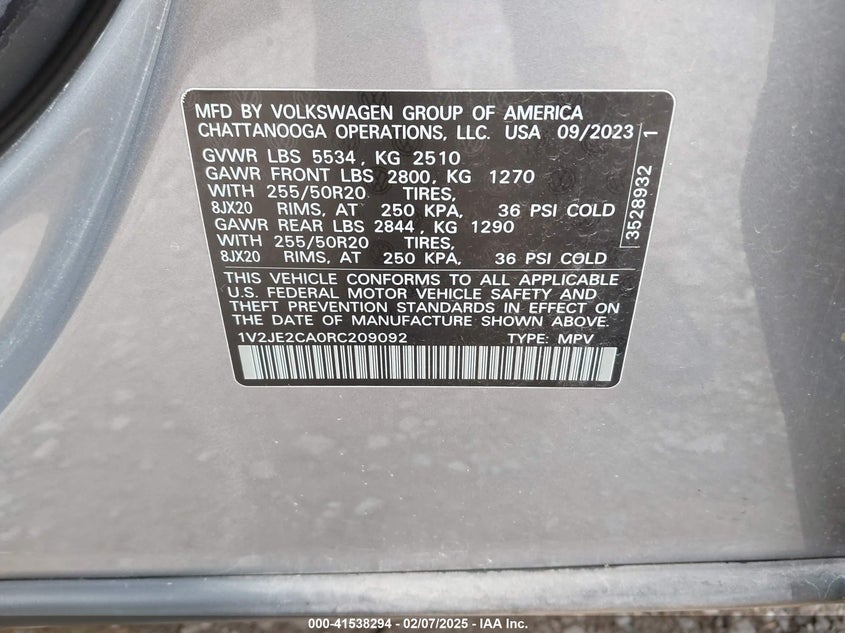 MFD BY VOLKSWAGEN GROUP OF AMERICA
CHATTANOOGA OPERATIONS, LLC. USA 09/2023
GVWR LBS 5534, KG 2510
GAWR FRONT LBS 2800, KG 1270
WITH 255/50R20 TIRES,
8JX20 RIMS, AT 250 KPA, 36 PSI COLD
GAWR REAR LBS 2844, KG 1290
WITH 255/50R20 TIRES,
8JX20 RIMS, AT 250 KPA, 36 PSI COLD
3528932 1
THIS VEHICLE CONFORMS TO ALL APPLICABLE
U.S. FEDERAL MOTOR VEHICLE SAFETY AND
THEFT PREVENTION STANDARDS IN EFFECT ON
THE DATE OF MANUFACTURE SHOWN ABOVE.
1V2JE2CA0RC209092 TYPE: MPV
000-41538294 - 02/07/2025 - IAA Inc.